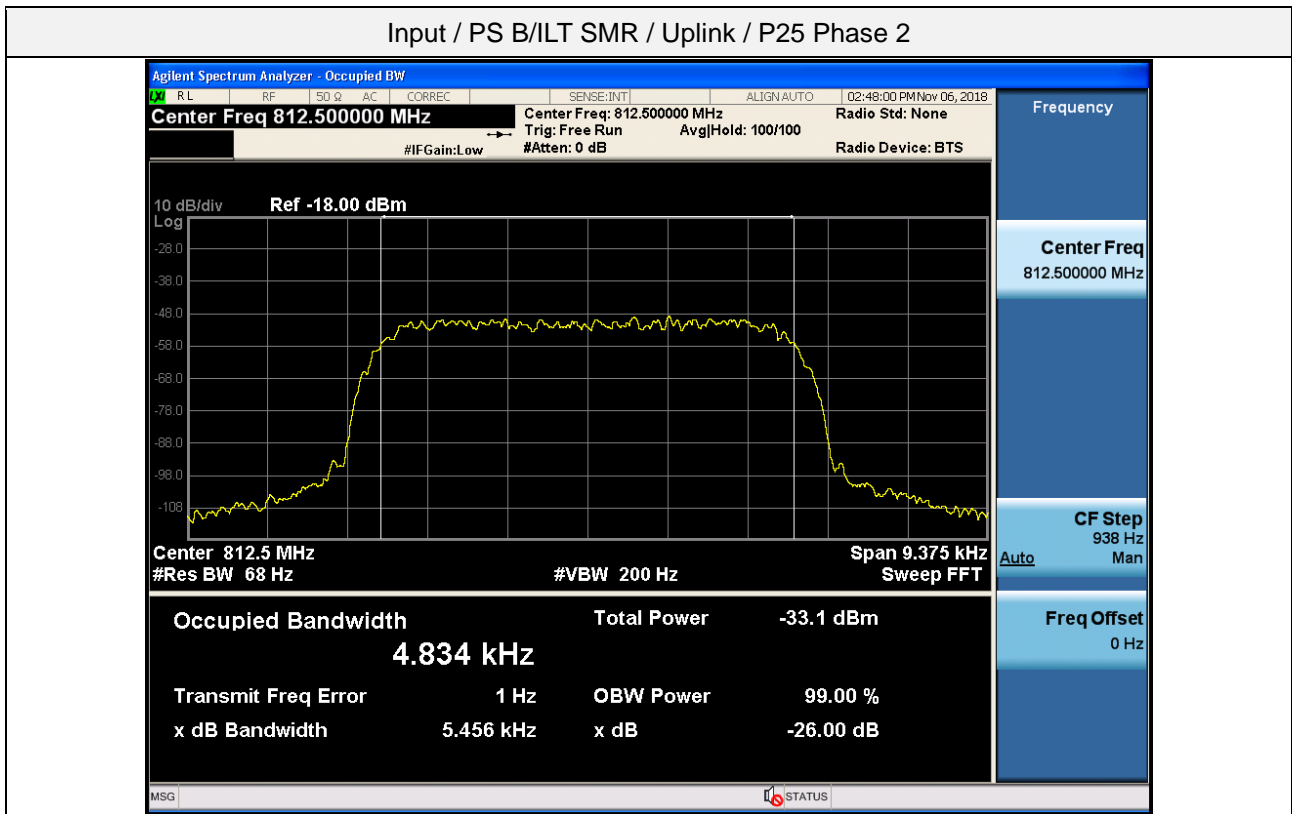 Input / PS B/ILT SMR / Uplink / P25 Phase 2
Agilent Spectrum Analyzer - Occupied BW
LXI RL RF 50 Ω AC CORREC SENSE:INT ALIGN AUTO 02:48:00 PM Nov 06, 2018
Center Freq 812.500000 MHz Center Freq: 812.500000 MHz Radio Std: None
Trig: Free Run Avg|Hold: 100/100
#IFGain:Low #Atten: 0 dB Radio Device: BTS
Frequency
10 dB/div Ref -18.00 dBm
Log
-28.0
-38.0
-48.0
-58.0
-68.0
-78.0
-88.0
-98.0
-108
Center 812.5 MHz Span 9.375 kHz
#Res BW 68 Hz #VBW 200 Hz Sweep FFT
Occupied Bandwidth Total Power -33.1 dBm
4.834 kHz
Transmit Freq Error 1 Hz OBW Power 99.00 %
x dB Bandwidth 5.456 kHz x dB -26.00 dB
Center Freq
812.500000 MHz
CF Step
938 Hz
Auto Man
Freq Offset
0 Hz
MSG STATUS